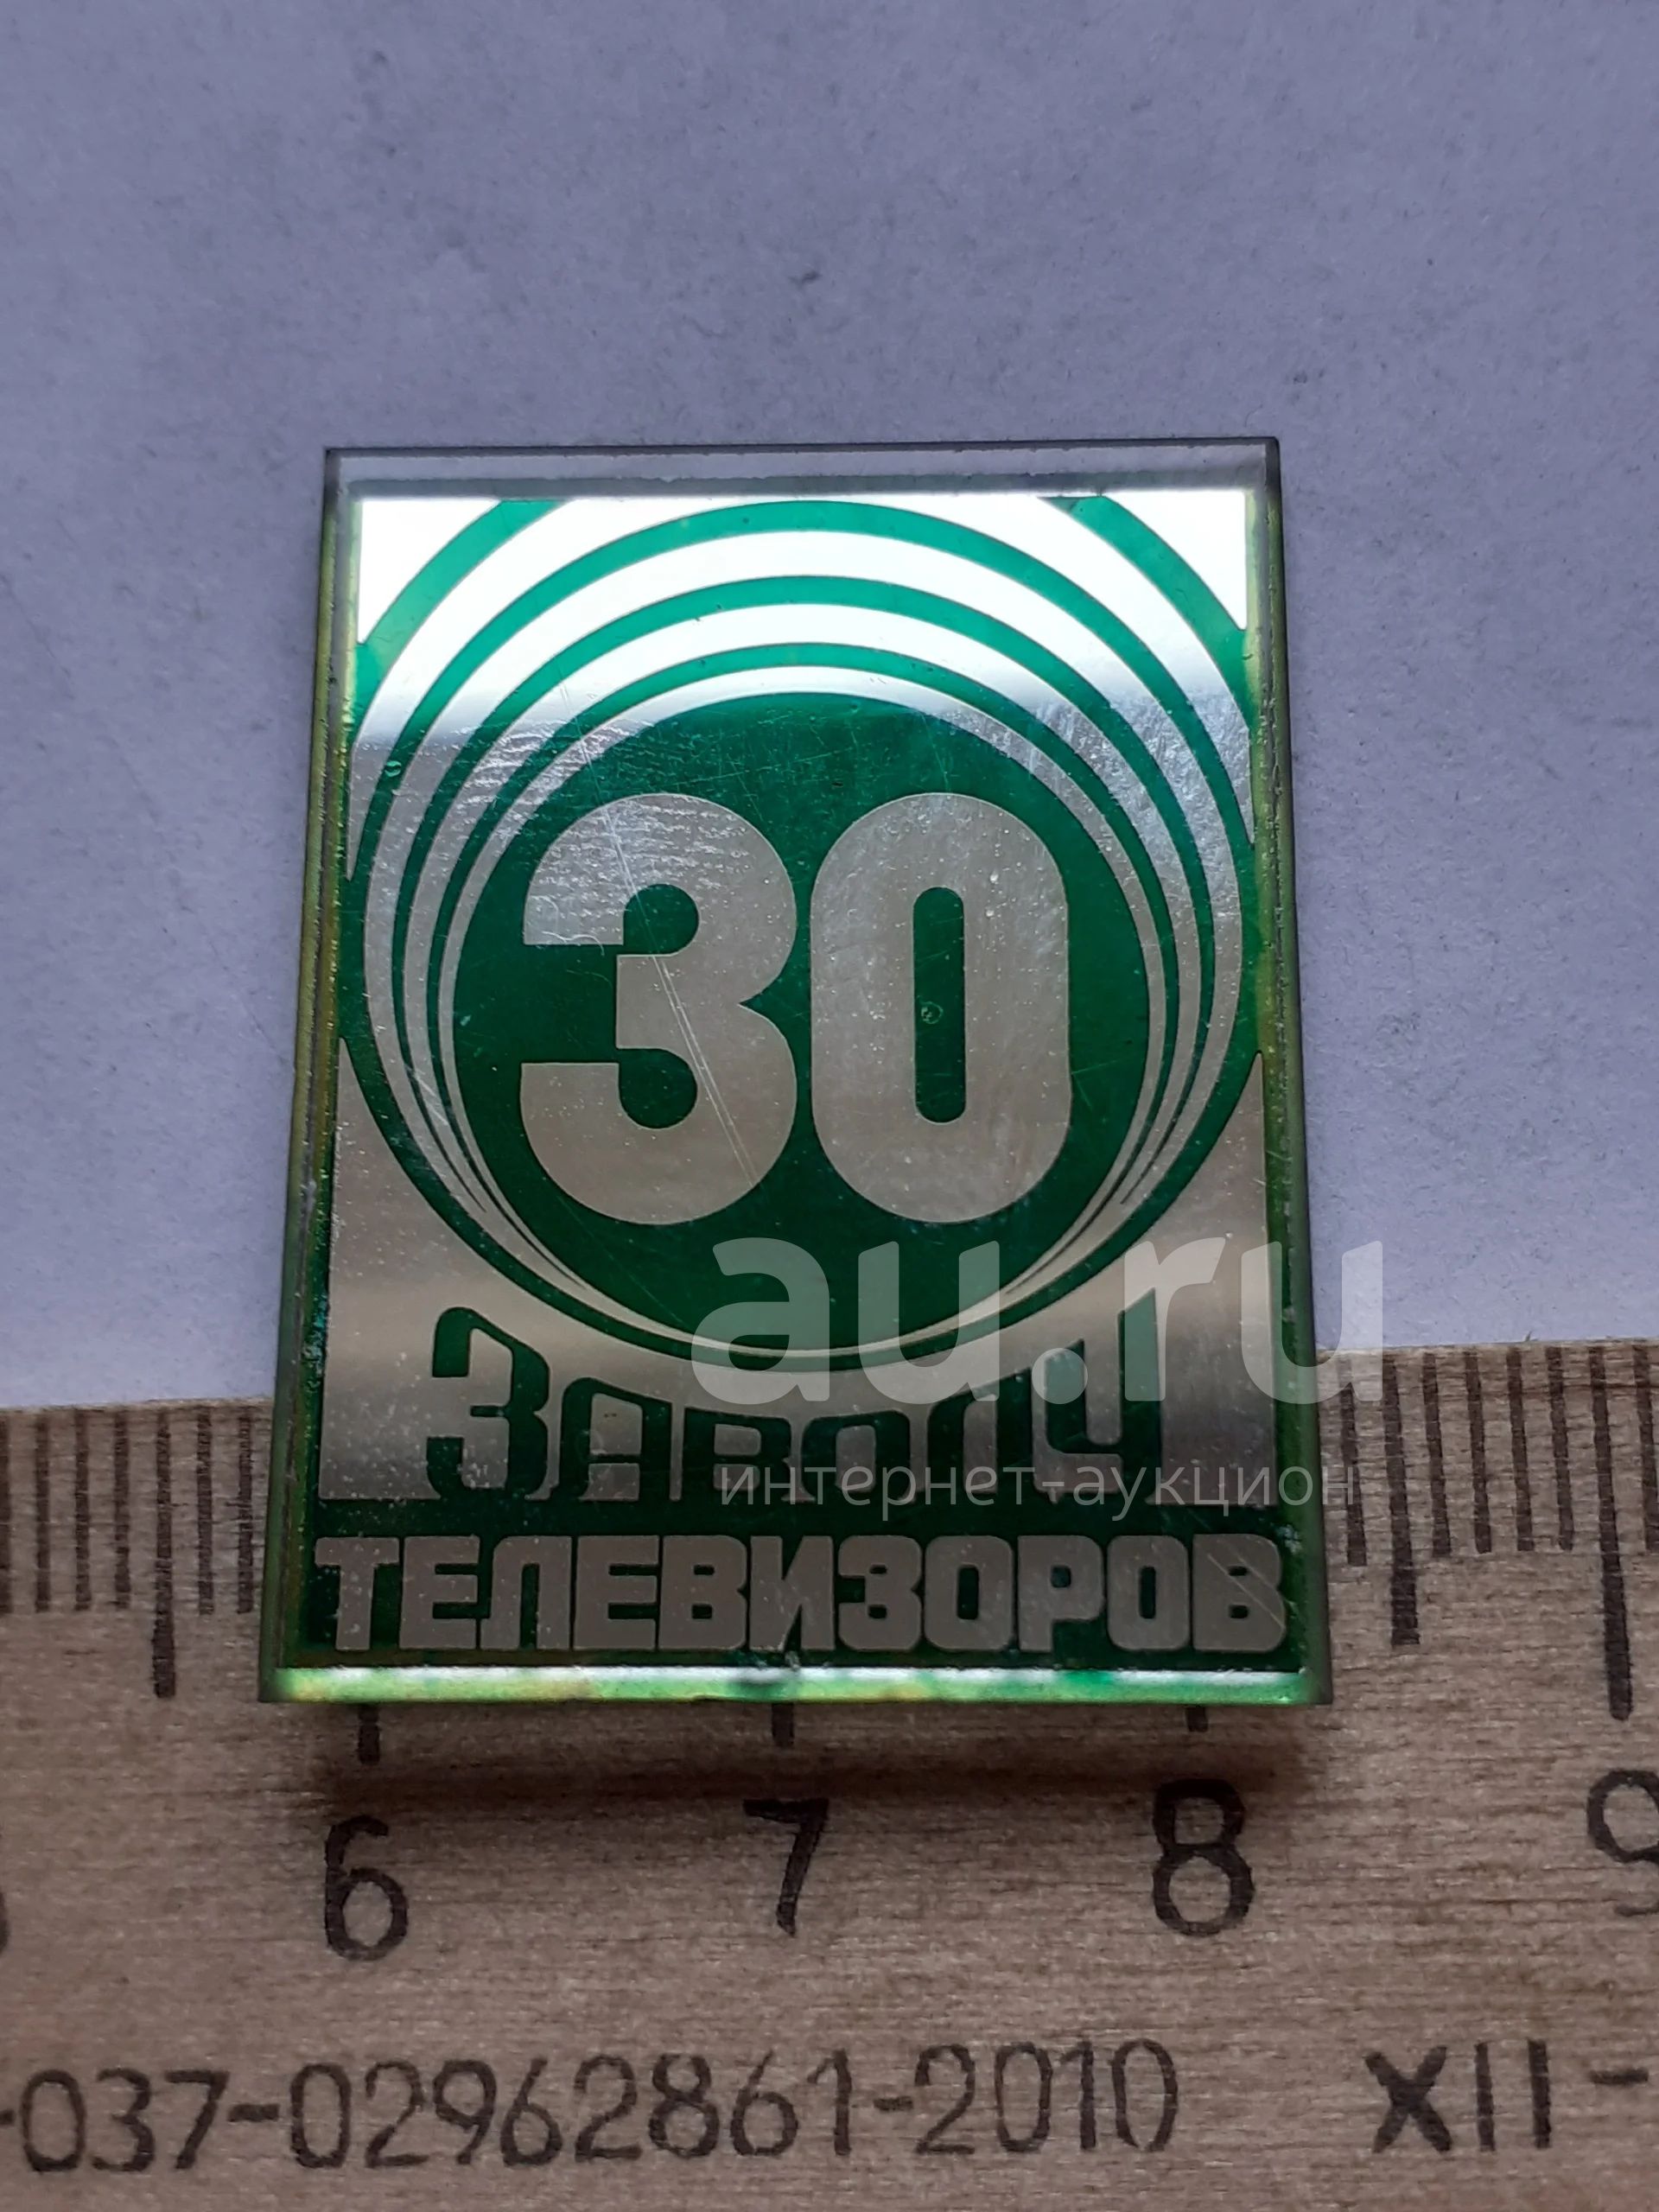 30
ЗАВОДУ
ТЕЛЕВИЗОРОВ
au.ru
интернет-аукцион
6 7 8 9
-037-02962861-2010 XII-